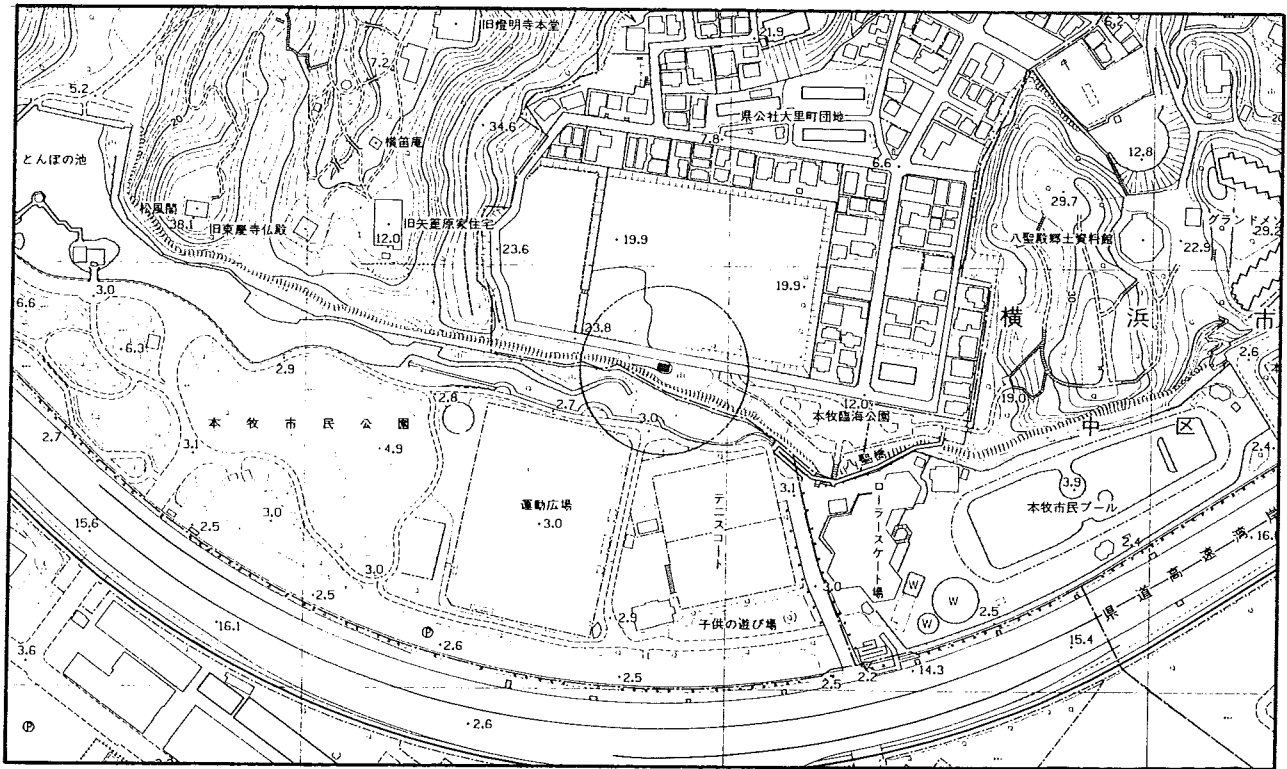 旧燈明寺本堂
21.9
6.2
7.2
5.2
20
34.6
県公社大里町団地
横笛庵
とんぼの池
6.6
12.8
松風閣
38.1
旧東慶寺仏殿
旧矢箆原家住宅
12.0
23.6
19.9
29.7
八聖殿郷土資料館
グランドメ
22.9
29.2
19.9
3.0
6.6
23.8
横浜市
6.3
2.9
2.6
2.8
2.7
3.0
12.0
本牧臨海公園
19.0
中区
本牧市民公園
八聖橋
2.7
3.1
4.9
2.4
3.1
3.9
運動広場
3.0
テニスコート
ローラースケート場
本牧市民プール
15.6
2.5
3.0
2.4
16.
県道高速湾岸
3.0
3.0
W
W
W
2.5
2.5
2.9
子供の遊び場
16.1
Ⓟ
2.6
15.4
3.6
14.3
2.5
2.5
2.2
2.6
Ⓟ